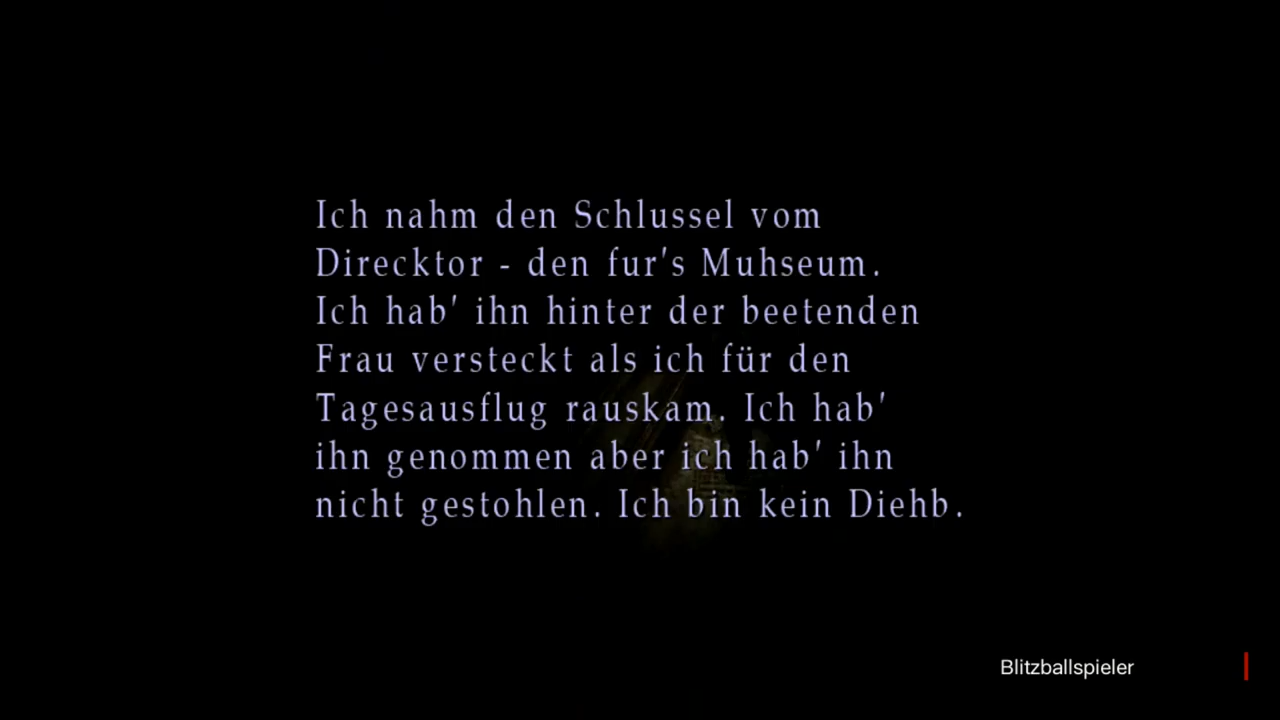 Ich nahm den Schlussel vom
Direcktor - den fur's Muhseum.
Ich hab' ihn hinter der beetenden
Frau versteckt als ich für den
Tagesausflug rauskam. Ich hab'
ihn genommen aber ich hab' ihn
nicht gestohlen. Ich bin kein Diehb.
Blitzballspieler